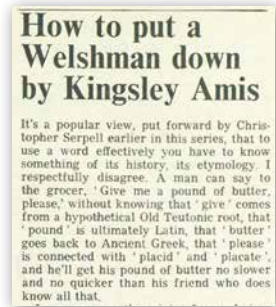 How to put a
Welshman down
by Kingsley Amis
It's a popular view, put forward by Chris-
topher Serpell earlier in this series, that to
use a word effectively you have to know
something of its history, its etymology. I
respectfully disagree. A man can say to
the grocer, 'Give me a pound of butter,
please,' without knowing that 'give' comes
from a hypothetical Old Teutonic root, that
'pound' is ultimately Latin, that 'butter'
goes back to Ancient Greek, that 'please'
is connected with 'placid' and 'placate',
and he'll get his pound of butter no slower
and no quicker than his friend who does
know all that.